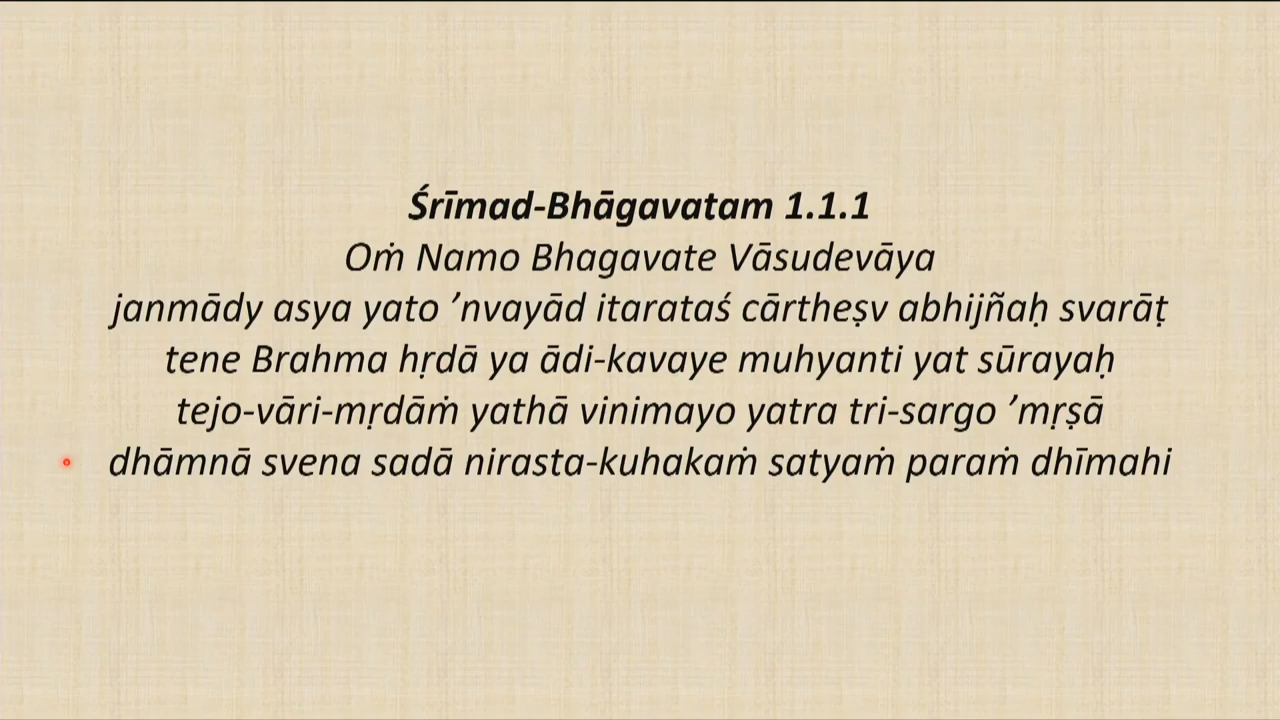 Śrīmad-Bhāgavatam 1.1.1
Oṁ Namo Bhagavate Vāsudevāya
janmādy asya yato ’nvayād itarataś cārtheṣv abhijñaḥ svarāṭ
tene Brahma hṛdā ya ādi-kavaye muhyanti yat sūrayaḥ
tejo-vāri-mṛdāṁ yathā vinimayo yatra tri-sargo ’mṛṣā
dhāmnā svena sadā nirasta-kuhakaṁ satyaṁ paraṁ dhīmahi